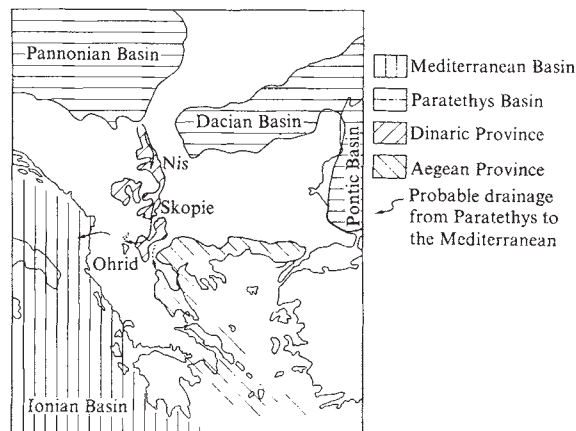 Pannonian Basin
Dacian Basin
Pontic Basin
Nis
Skopie
Ohrid
Ionian Basin
Mediterranean Basin
Paratethys Basin
Dinaric Province
Aegean Province
Probable drainage
from Paratethys to
the Mediterranean